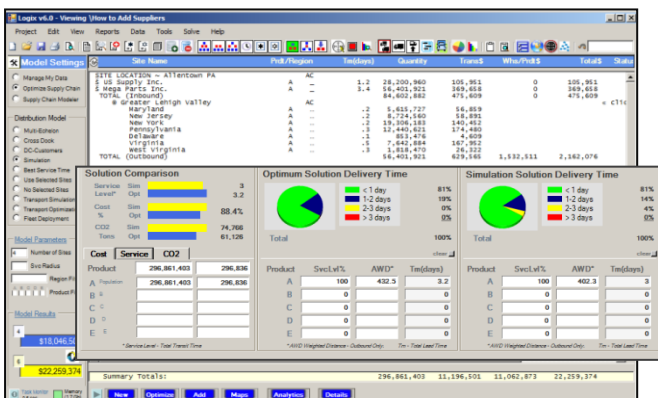 Logix v6.0 - Viewing \How to Add Suppliers
Project Edit View Reports Data Tools Solve Help
Model Settings
Site Name Prdt/Region Tm(days) Quantity Trans$ Whs/Prdt$ Total$ Status
Manage My Data
Optimize Supply Chain
Supply Chain Modeler
SITE LOCATION ~ Allentown PA AC
& US Supply Inc. A 1.2 28,200,960 105,951 0 105,951
$ Mega Parts Inc. A 2.4 56,401,921 369,658 0 369,658
TOTAL (Inbound) 84,602,882 475,609 0 475,609
@ Greater Lehigh Valley AC
Maryland A .2 5,615,727 56,859
New Jersey A .2 8,724,560 58,891
New York A .2 19,306,183 140,452
Pennsylvania A .3 12,440,621 174,480
Delaware A .1 853,476 4,609
Virginia A .5 7,642,884 167,952
West Virginia A .3 1,818,470 26,322
TOTAL (Outbound) 56,401,921 629,565 1,532,511 2,162,076
Distribution Model
Multi-Echelon
Cross Dock
DC-Customers
Simulation
Best Service Time
Use Selected Sites
No Selected Sites
Transport Simulation
Transport Optimization
Fleet Deployment
Model Parameters
4 Number of Sites
Svc Radius
Model Results
4
$18,046,50
6
$22,259,374
Solution Comparison
Service Sim 3
Level* Opt 3.2
Cost Sim
% Opt 88.4%
CO2 Sim 74,766
Tons Opt 61,126
Cost Service CO2
Product 296,861,403 296,836
A Population 296,861,403 296,836
B
C
D
E
*Service Level - Total Transit Time
Optimum Solution Delivery Time
< 1 day 81%
1-2 days 19%
2-3 days 0%
> 3 days 0%
Total 100%
clear
Product SvcLvl% AWD* Tm(days)
A 100 432.5 3.2
B 0 0
C 0 0
D 0 0
E 0 0
*AWD Weighted Distance - Outbound Only. Tm - Total Lead Time
Simulation Solution Delivery Time
< 1 day 81%
1-2 days 14%
2-3 days 4%
> 3 days 0%
Total 100%
clear
Product SvcLvl% AWD* Tm(days)
A 100 402.3 3
B 0 0
C 0 0
D 0 0
E 0 0
*AWD Weighted Distance - Outbound Only. Tm - Total Lead Time
Summary Totals: 296,861,403 11,196,501 11,062,873 22,259,374
New Optimize Add Maps Analytics Details